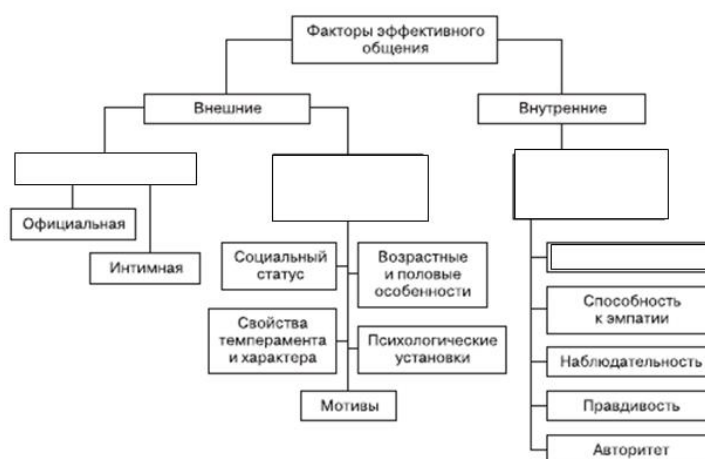 Факторы эффективного
общения
Внешние
Внутренние
Официальная
Интимная
Социальный
статус
Возрастные
и половые
особенности
Свойства
темперамента
и характера
Психологические
установки
Мотивы
Способность
к эмпатии
Наблюдательность
Правдивость
Авторитет